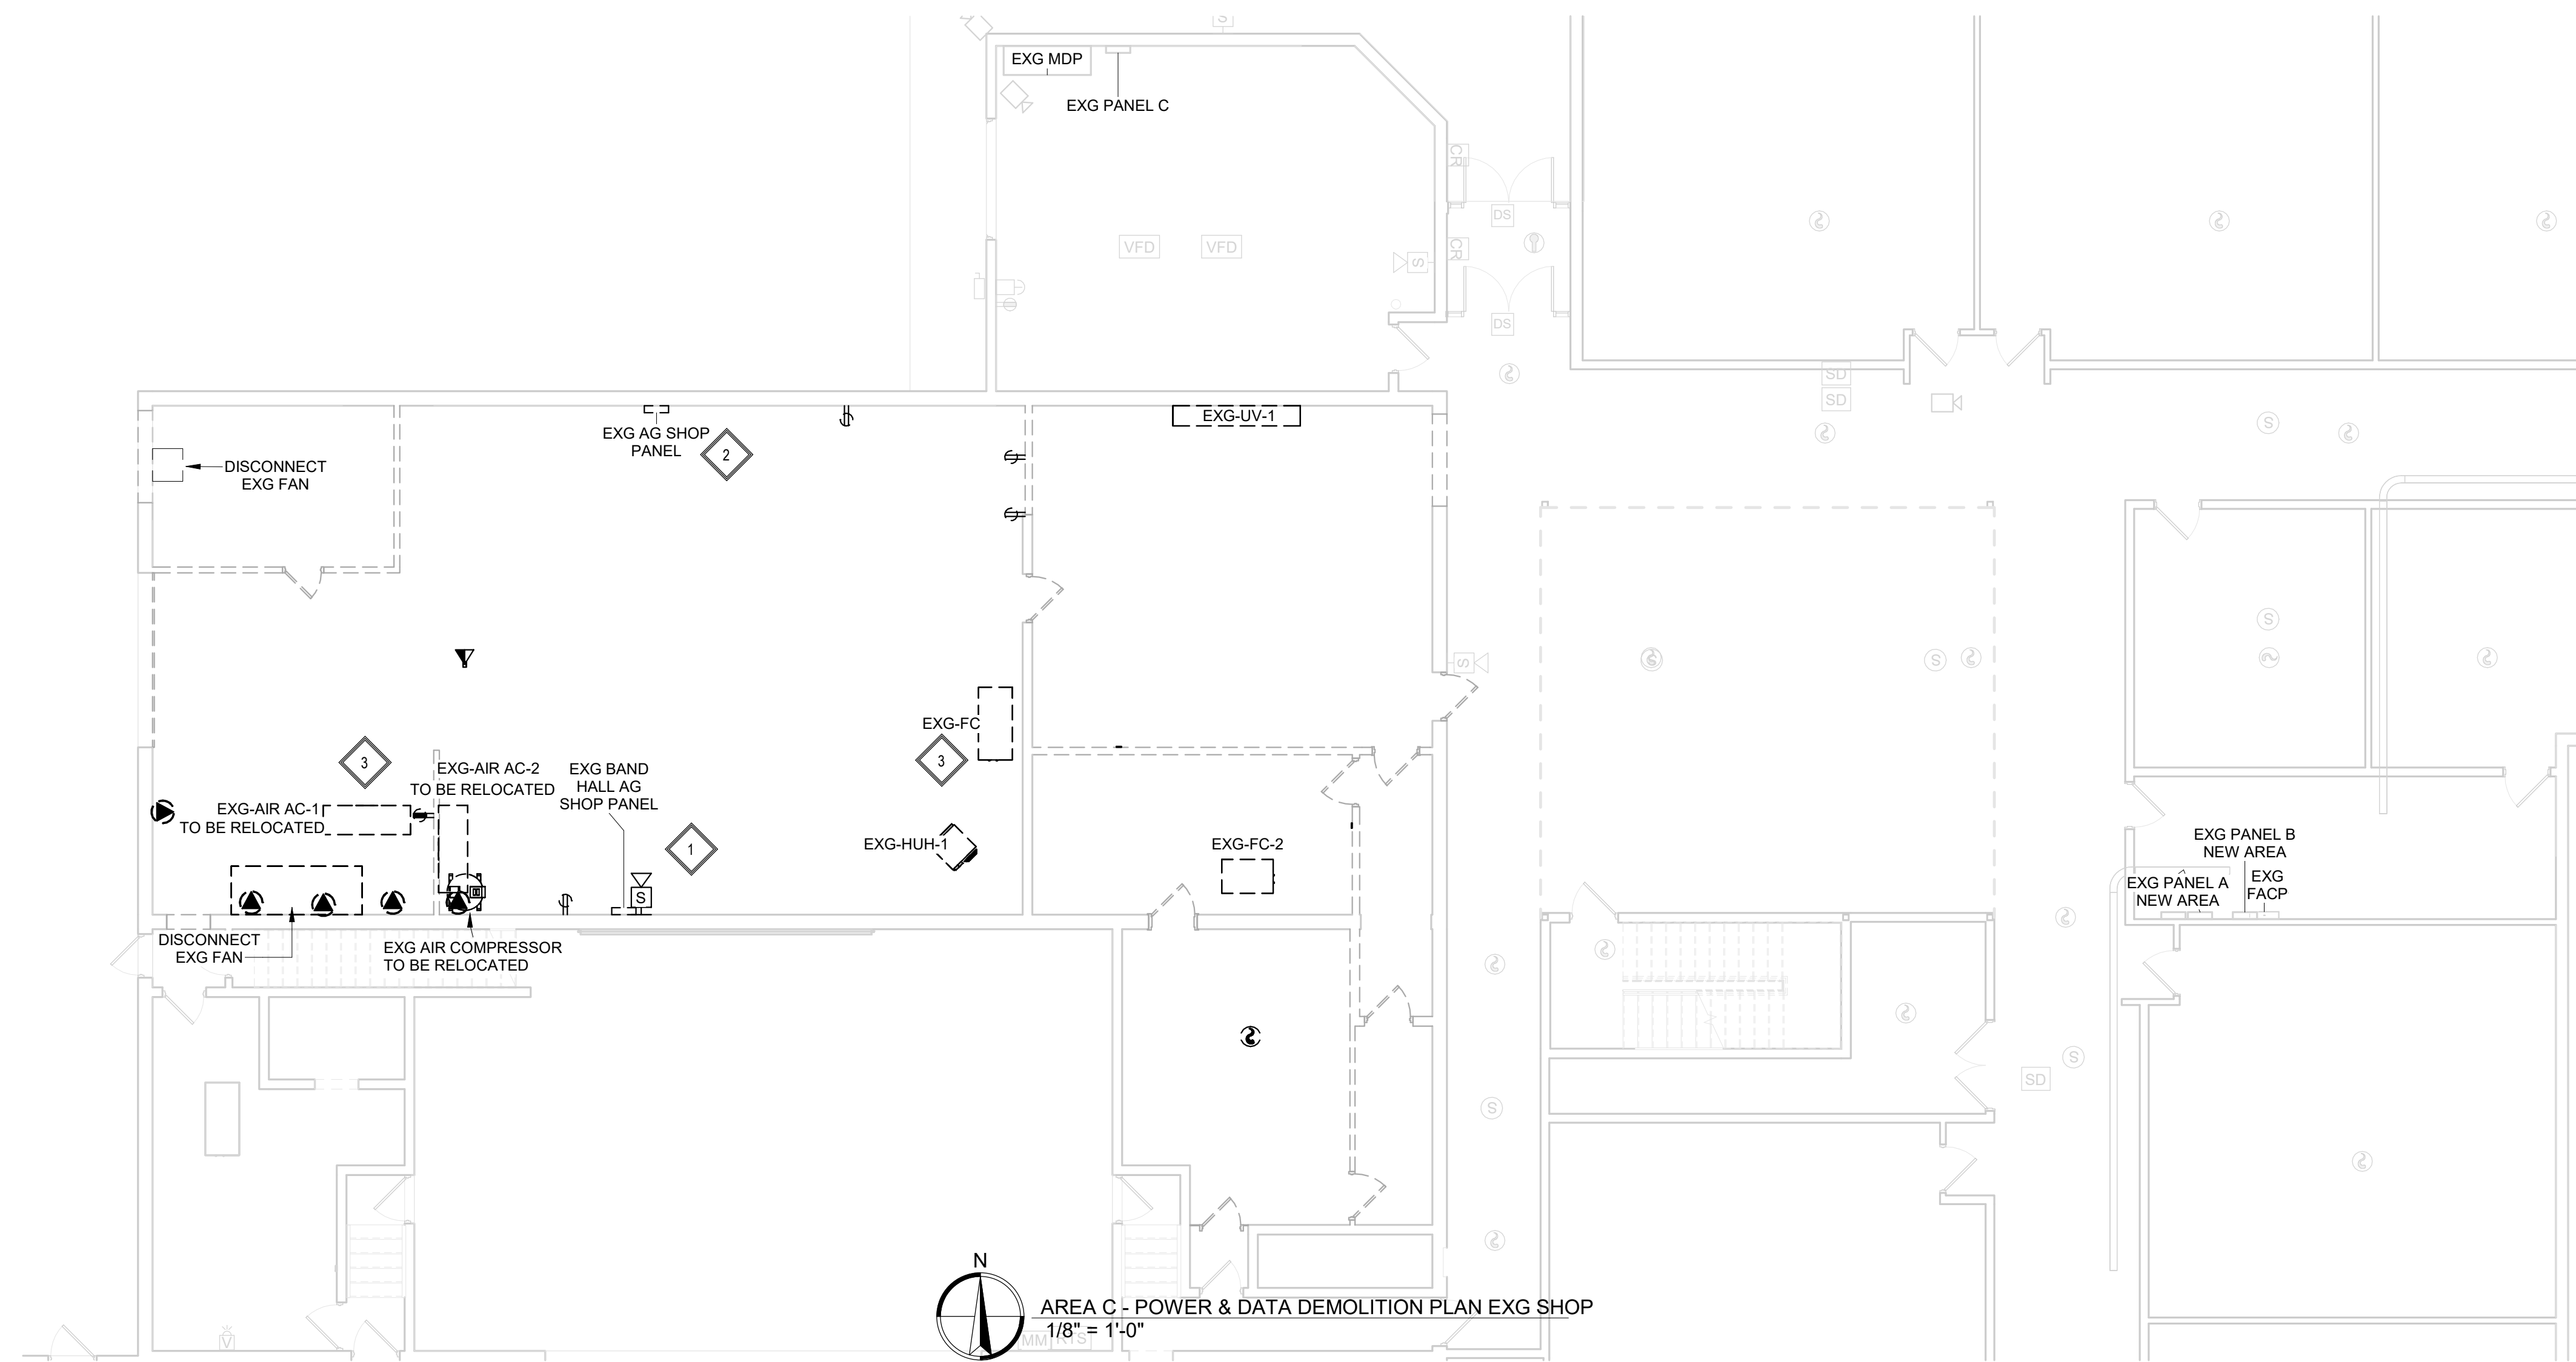 S
EXG MDP
EXG PANEL C
CR
DS
VFD
VFD
S
CR
DS
SD
SD
EXG-UV-1
EXG AG SHOP
PANEL
2
S
DISCONNECT
EXG FAN
S
S
S
EXG-FC
3
3
EXG-AIR AC-2
TO BE RELOCATED
EXG BAND
HALL AG
SHOP PANEL
EXG-AIR AC-1
TO BE RELOCATED
1
EXG-HUH-1
EXG-FC-2
EXG PANEL B
NEW AREA
EXG PANEL A
NEW AREA
EXG
FACP
S
DISCONNECT
EXG FAN
EXG AIR COMPRESSOR
TO BE RELOCATED
S
SD
S
N
AREA C - POWER & DATA DEMOLITION PLAN EXG SHOP
1/8" = 1'-0"
MM RTS
V